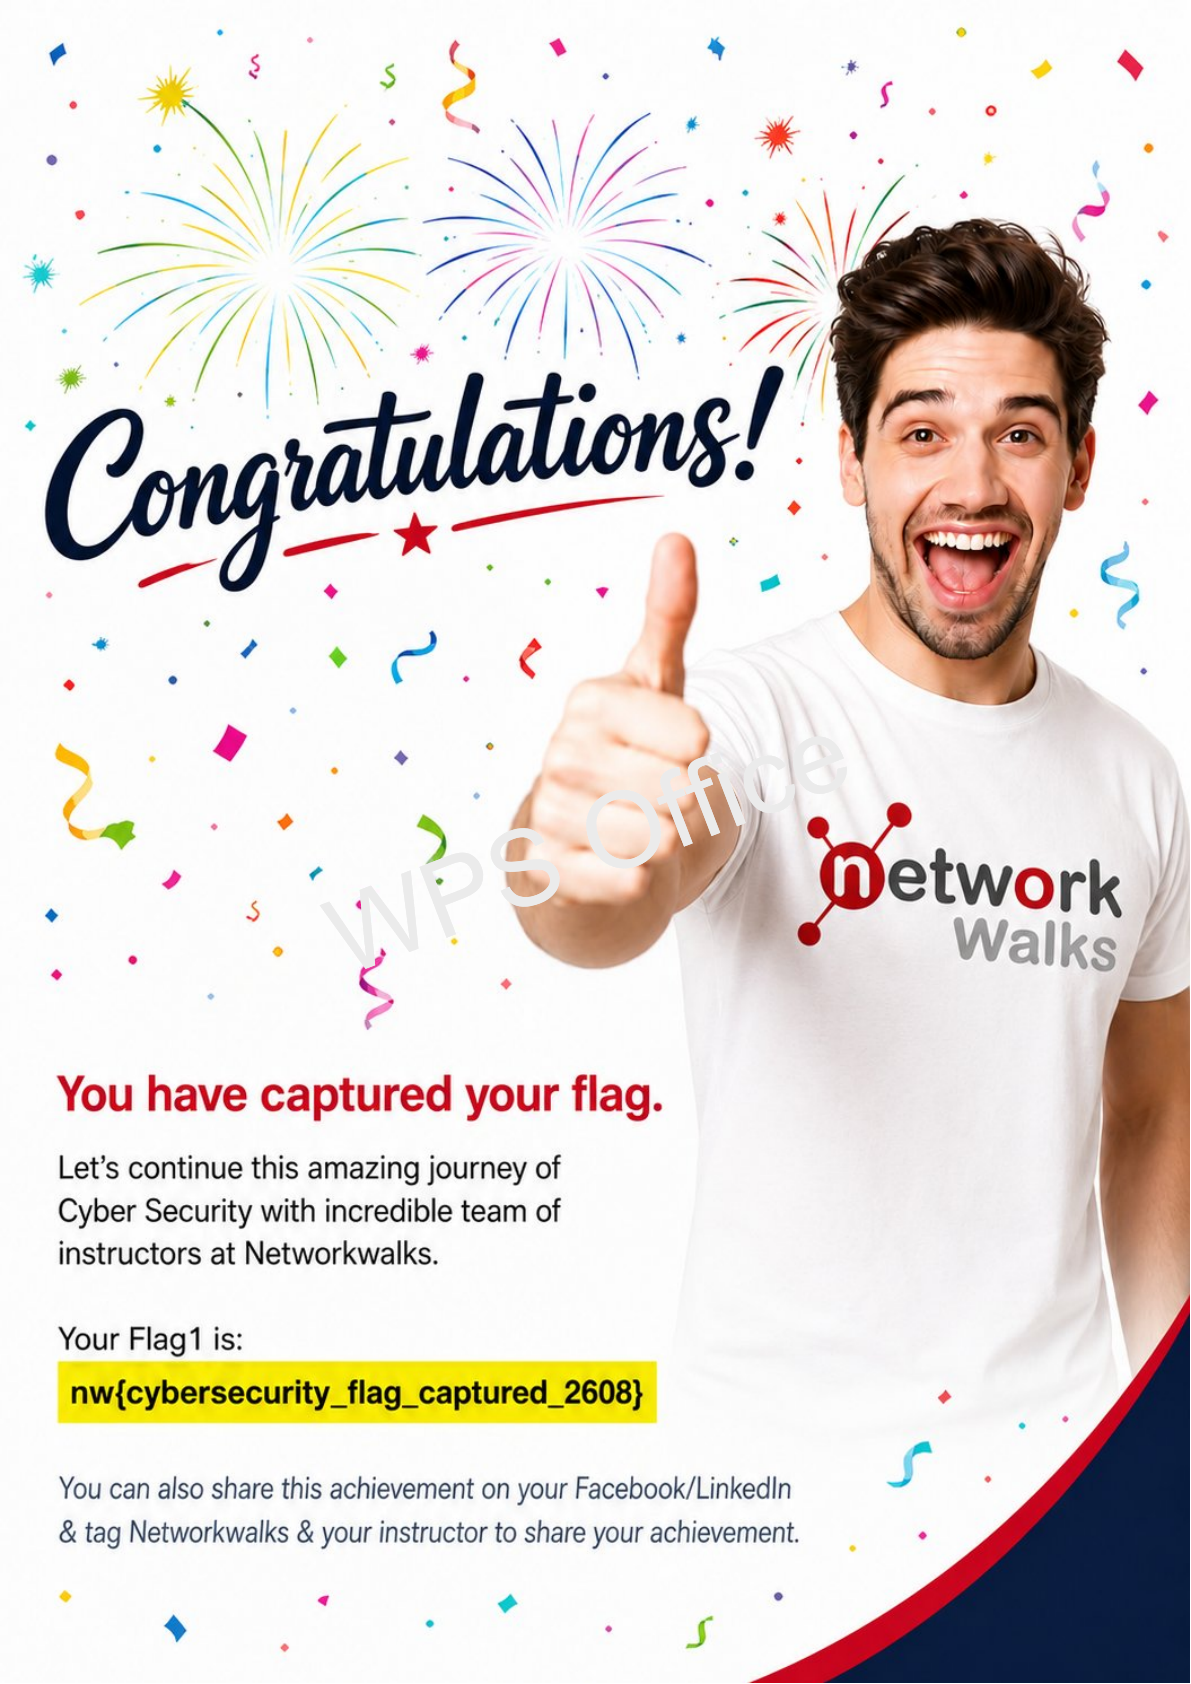 Congratulations!
WPS Office
network
Walks
You have captured your flag.
Let's continue this amazing journey of
Cyber Security with incredible team of
instructors at Networkwalks.
Your Flag1 is:
nw{cybersecurity_flag_captured_2608}
You can also share this achievement on your Facebook/LinkedIn
& tag Networkwalks & your instructor to share your achievement.